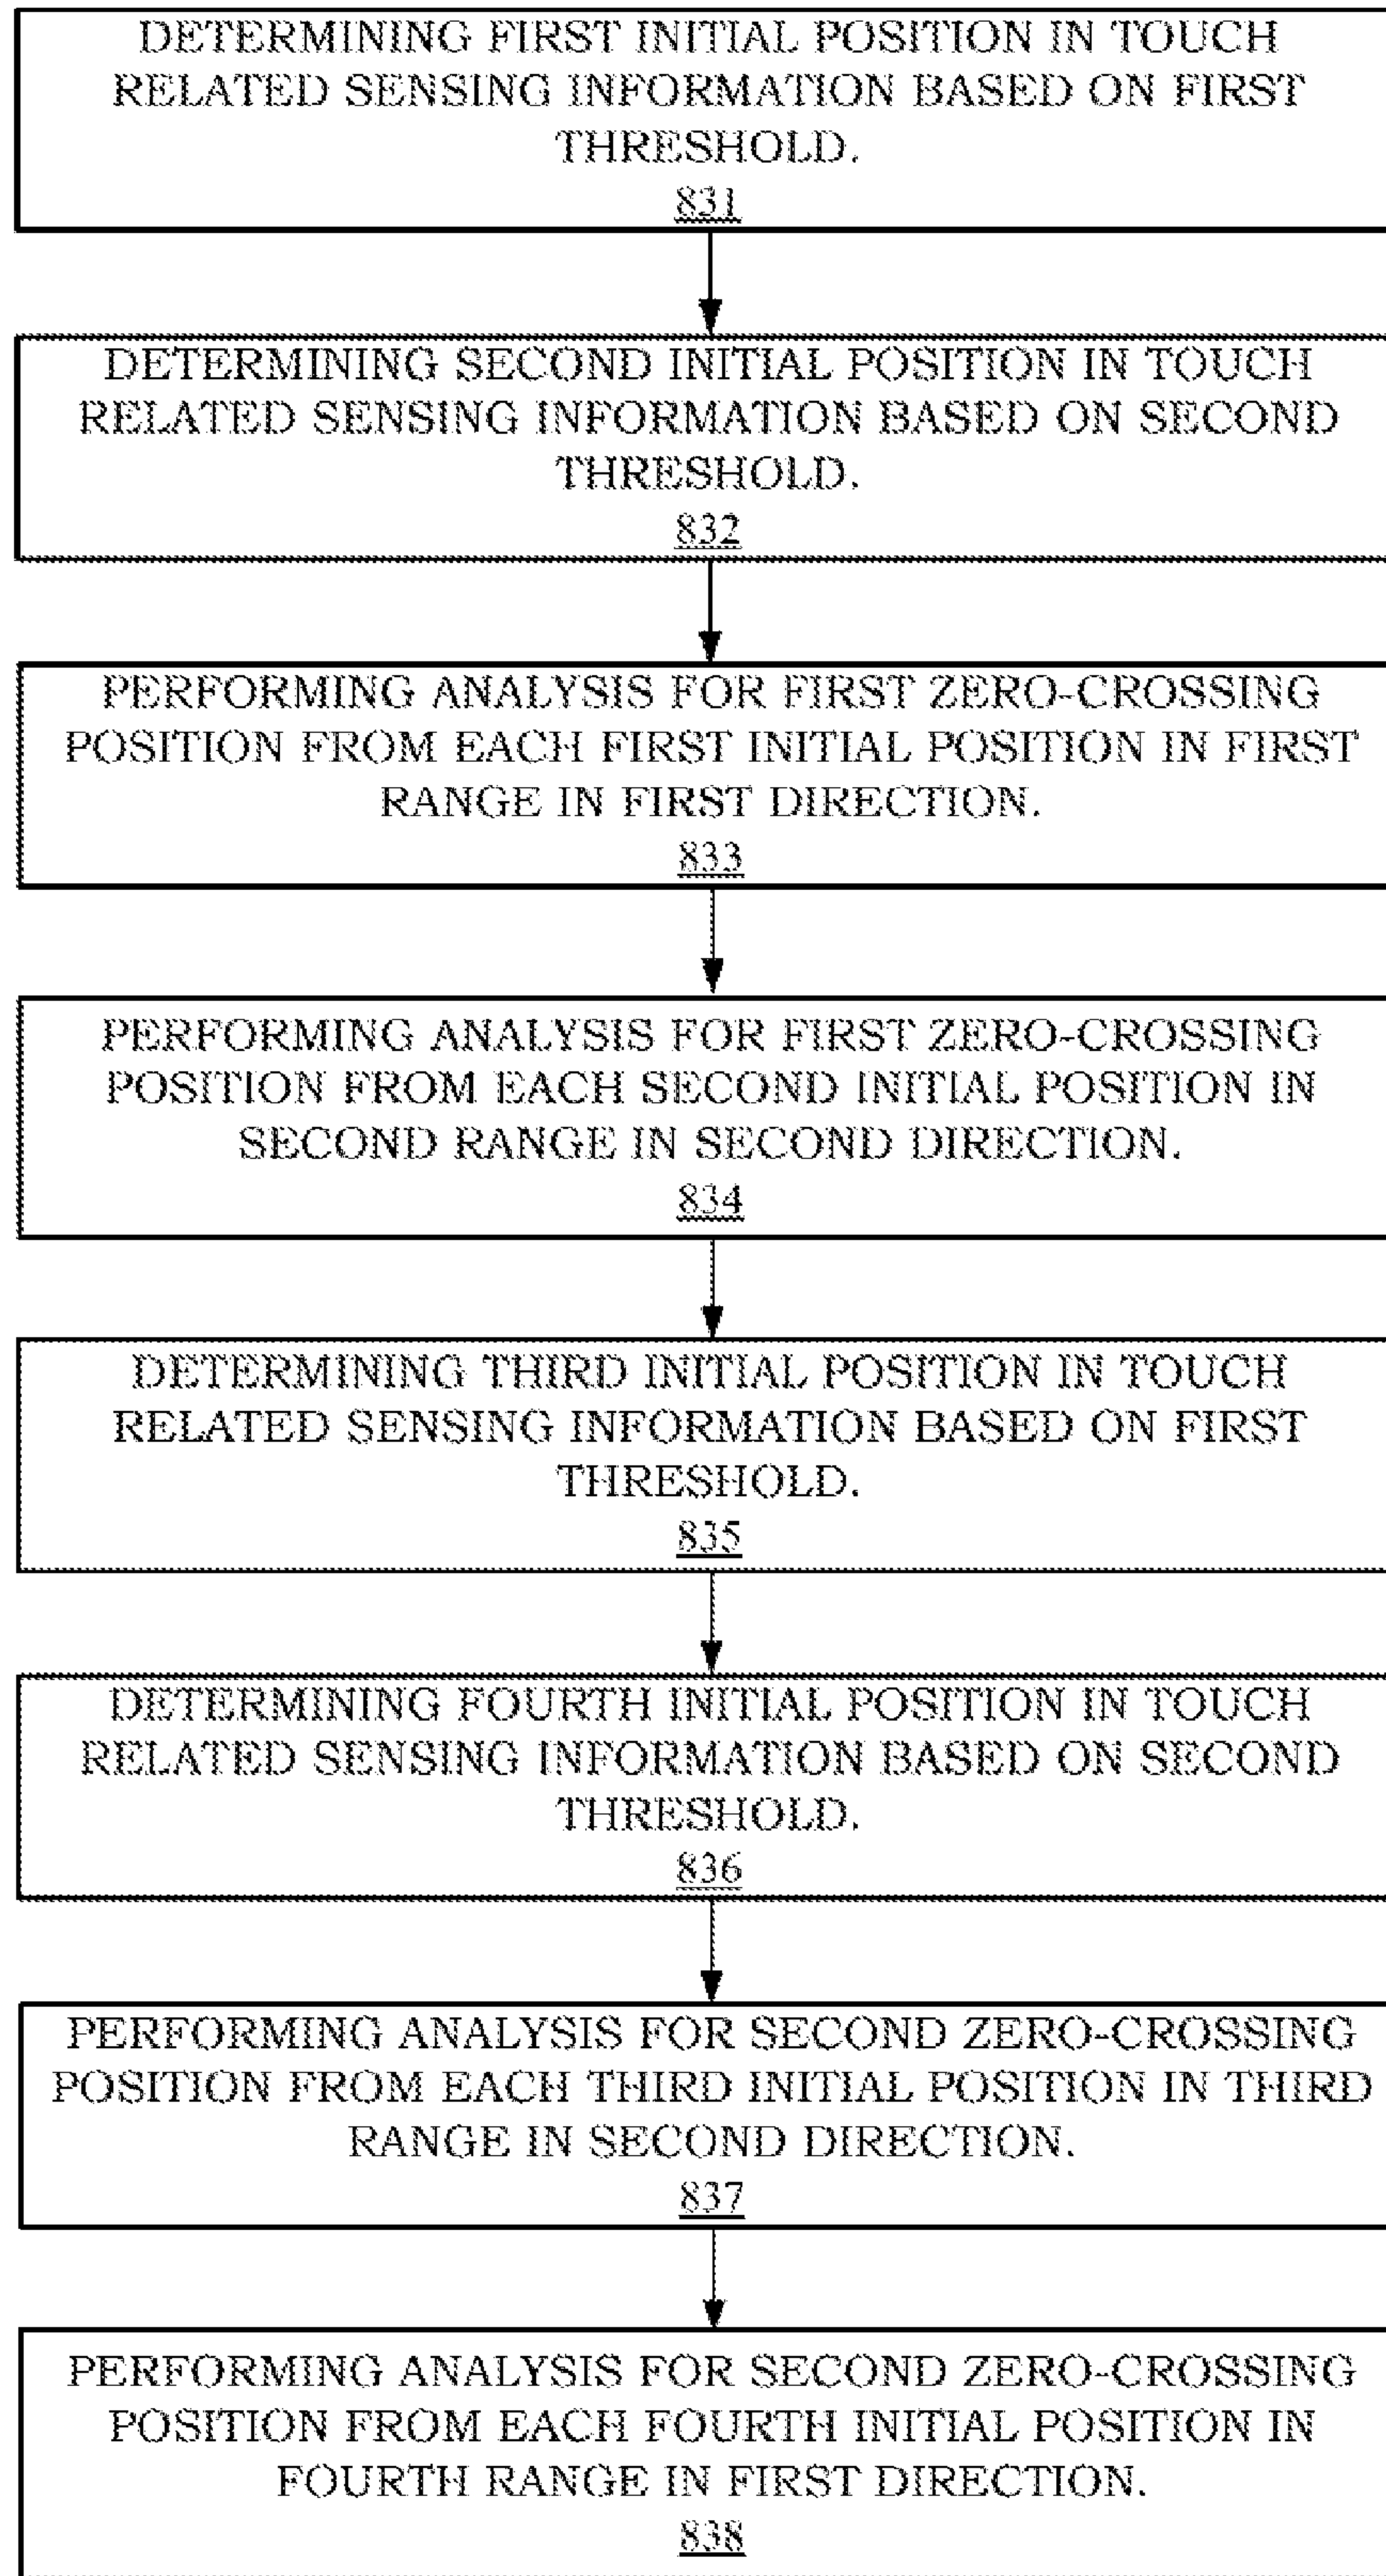 DETERMINING FIRST INITIAL POSITION IN TOUCH
RELATED SENSING INFORMATION BASED ON FIRST
THRESHOLD.
831
DETERMINING SECOND INITIAL POSITION IN TOUCH
RELATED SENSING INFORMATION BASED ON SECOND
THRESHOLD.
832
PERFORMING ANALYSIS FOR FIRST ZERO-CROSSING
POSITION FROM EACH FIRST INITIAL POSITION IN FIRST
RANGE IN FIRST DIRECTION.
833
PERFORMING ANALYSIS FOR FIRST ZERO-CROSSING
POSITION FROM EACH SECOND INITIAL POSITION IN
SECOND RANGE IN SECOND DIRECTION.
834
DETERMINING THIRD INITIAL POSITION IN TOUCH
RELATED SENSING INFORMATION BASED ON FIRST
THRESHOLD.
835
DETERMINING FOURTH INITIAL POSITION IN TOUCH
RELATED SENSING INFORMATION BASED ON SECOND
THRESHOLD.
836
PERFORMING ANALYSIS FOR SECOND ZERO-CROSSING
POSITION FROM EACH THIRD INITIAL POSITION IN THIRD
RANGE IN SECOND DIRECTION.
837
PERFORMING ANALYSIS FOR SECOND ZERO-CROSSING
POSITION FROM EACH FOURTH INITIAL POSITION IN
FOURTH RANGE IN FIRST DIRECTION.
838